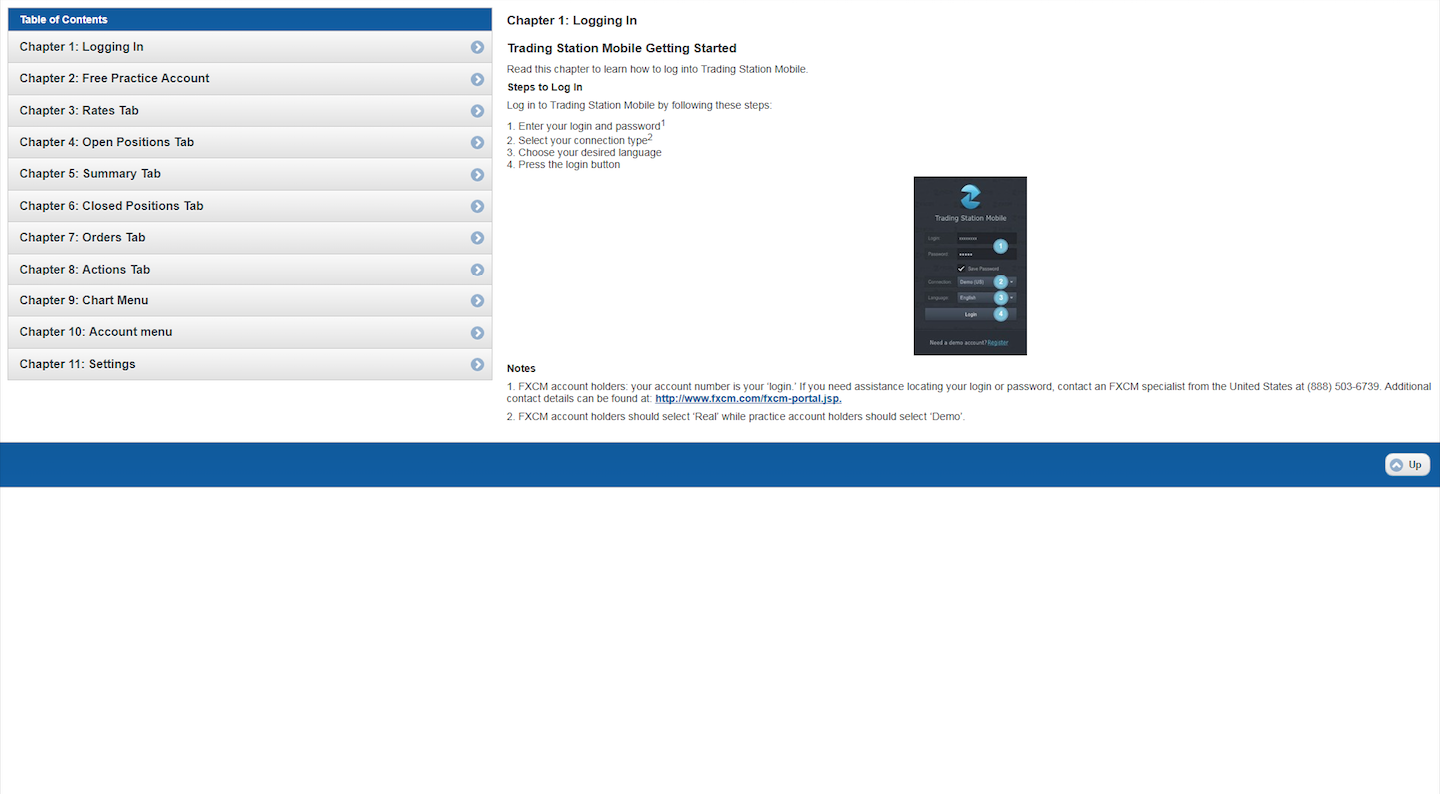 Table of Contents
Chapter 1: Logging In
Chapter 2: Free Practice Account
Chapter 3: Rates Tab
Chapter 4: Open Positions Tab
Chapter 5: Summary Tab
Chapter 6: Closed Positions Tab
Chapter 7: Orders Tab
Chapter 8: Actions Tab
Chapter 9: Chart Menu
Chapter 10: Account menu
Chapter 11: Settings
Chapter 1: Logging In
Trading Station Mobile Getting Started
Read this chapter to learn how to log into Trading Station Mobile.
Steps to Log In
Log in to Trading Station Mobile by following these steps:
1. Enter your login and password1
2. Select your connection type2
3. Choose your desired language
4. Press the login button
Trading Station Mobile
Login:
1
Password:
Save Password
Connection: Demo (US) 2
Language: English 3
Login 4
Need a demo account? Register
Notes
1. FXCM account holders: your account number is your 'login.' If you need assistance locating your login or password, contact an FXCM specialist from the United States at (888) 503-6739. Additional
contact details can be found at: http://www.fxcm.com/fxcm-portal.jsp.
2. FXCM account holders should select 'Real' while practice account holders should select 'Demo'.
Up